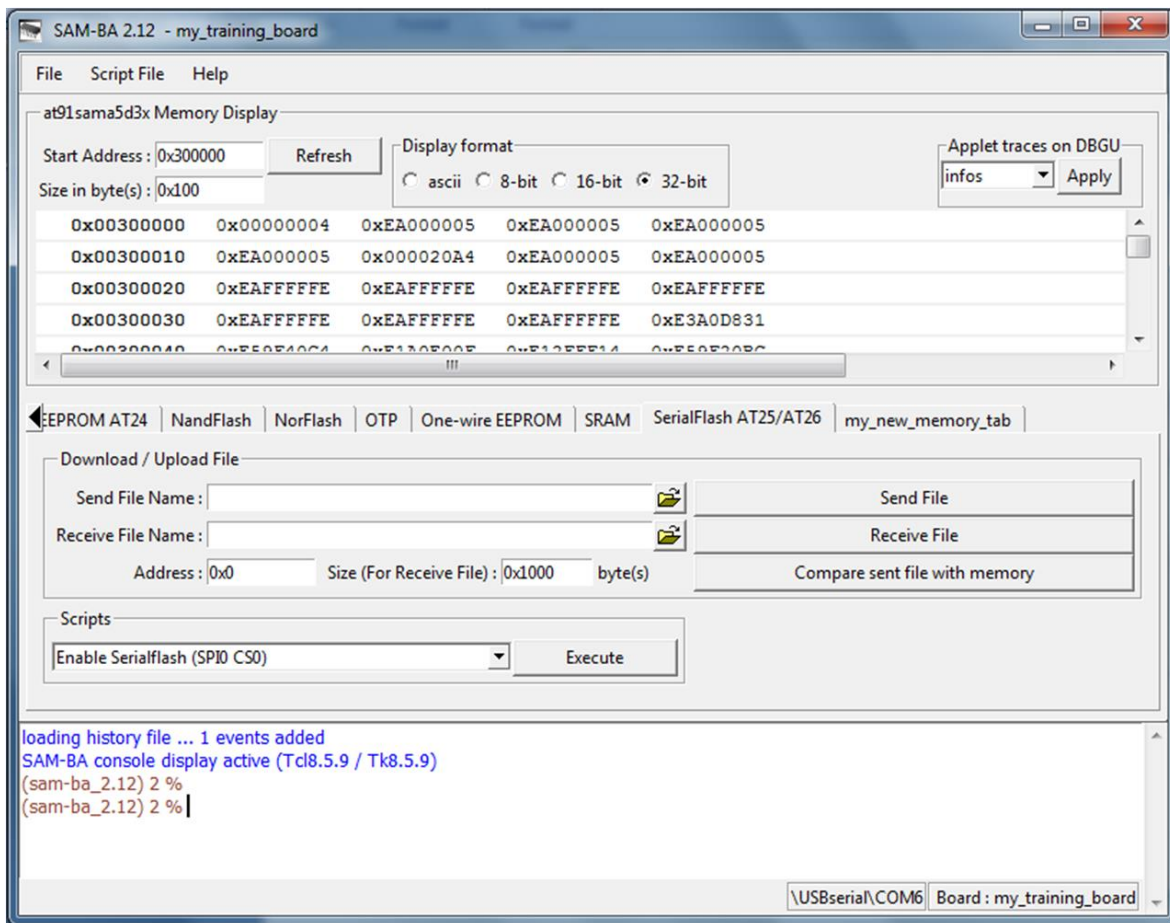 SAM-BA 2.12 - my_training_board
File Script File Help
at91sama5d3x Memory Display
Start Address : 0x300000 Refresh
Size in byte(s) : 0x100
Display format
ascii 8-bit 16-bit 32-bit
Applet traces on DBGU
infos Apply
0x00300000 0x00000004 0xEA000005 0xEA000005 0xEA000005
0x00300010 0xEA000005 0x000020A4 0xEA000005 0xEA000005
0x00300020 0xEAFFFFFE 0xEAFFFFFE 0xEAFFFFFE 0xEAFFFFFE
0x00300030 0xEAFFFFFE 0xEAFFFFFE 0xEAFFFFFE 0xE3A0D831
EEPROM AT24 NandFlash NorFlash OTP One-wire EEPROM SRAM SerialFlash AT25/AT26 my_new_memory_tab
Download / Upload File
Send File Name : Send File
Receive File Name : Receive File
Address : 0x0 Size (For Receive File) : 0x1000 byte(s) Compare sent file with memory
Scripts
Enable Serialflash (SPI0 CS0) Execute
loading history file ... 1 events added
SAM-BA console display active (Tcl8.5.9 / Tk8.5.9)
(sam-ba_2.12) 2 %
(sam-ba_2.12) 2 %
\USBserial\COM6 Board : my_training_board